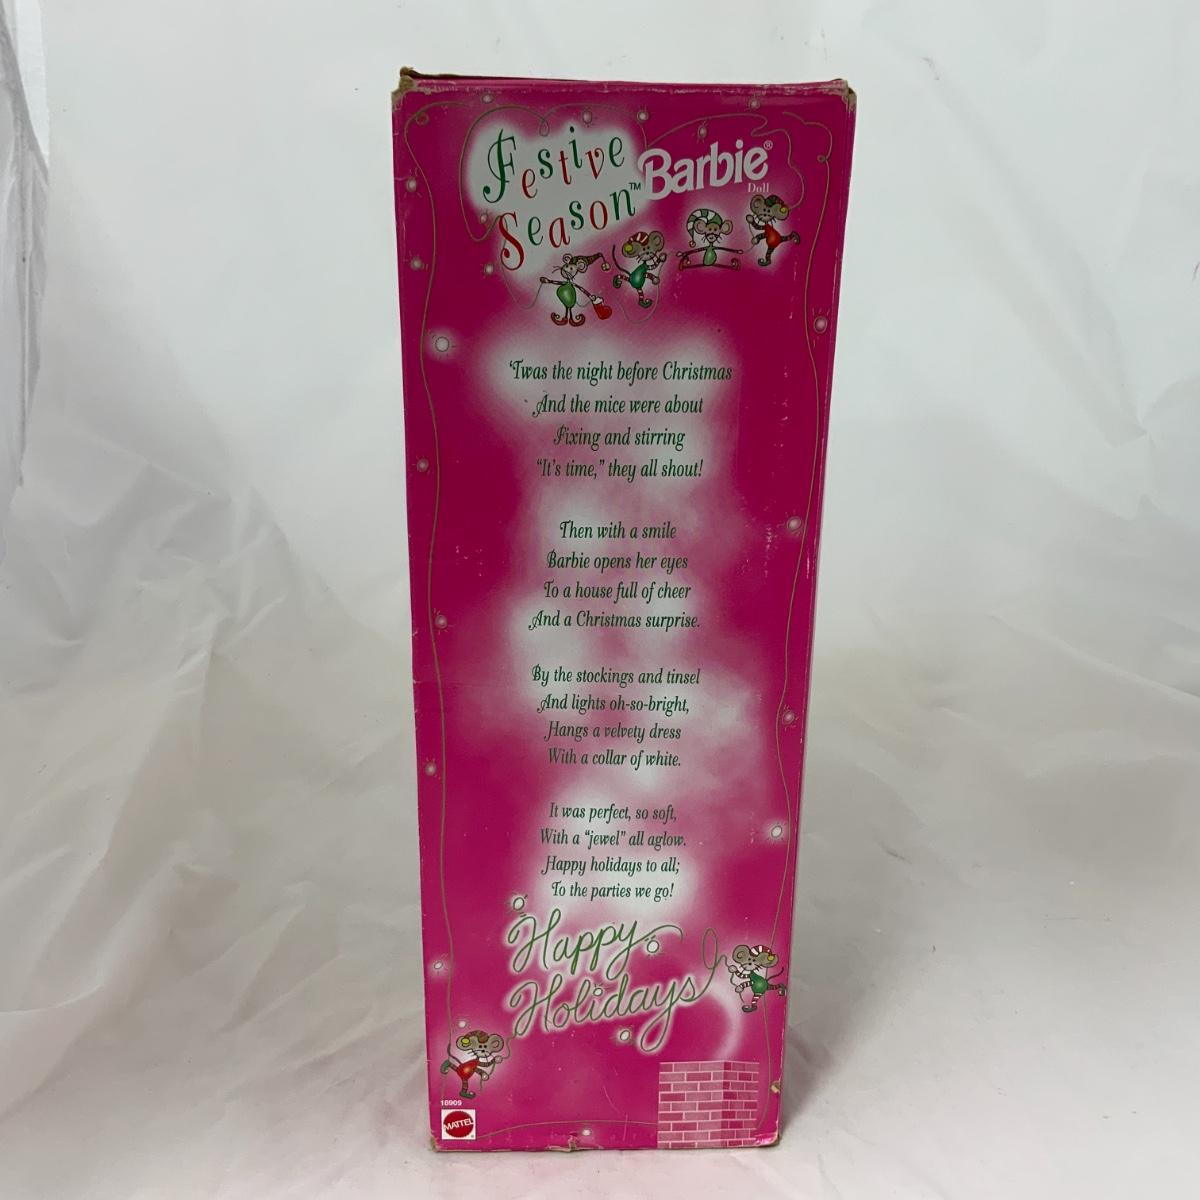 Festive
Season™
Barbie®
Doll
'Twas the night before Christmas
And the mice were about
Fixing and stirring
“It's time,” they all shout!
Then with a smile
Barbie opens her eyes
To a house full of cheer
And a Christmas surprise.
By the stockings and tinsel
And lights oh-so-bright,
Hangs a velvety dress
With a collar of white.
It was perfect, so soft,
With a “jewel” all aglow.
Happy holidays to all;
To the parties we go!
Happy
Holidays
18909
MATTEL